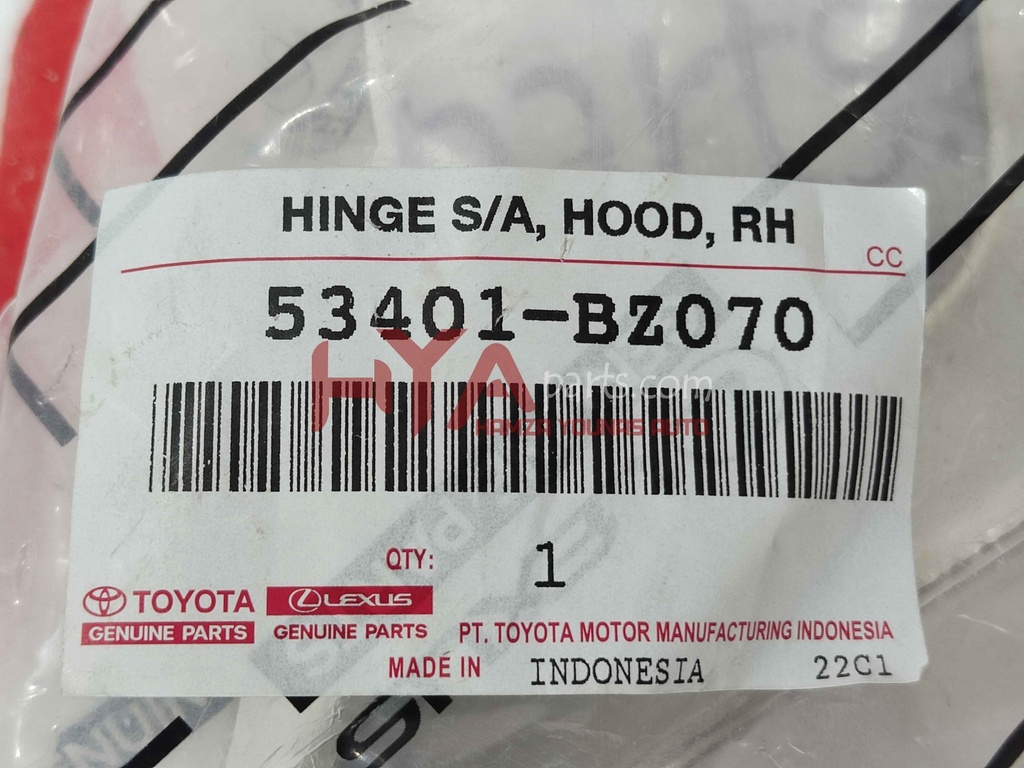 HINGE S/A, HOOD, RH
CC
53401-BZ070
HYA parts.com
HAMZA YOUNAS AUTO
QTY: 1
TOYOTA LEXUS
GENUINE PARTS GENUINE PARTS PT. TOYOTA MOTOR MANUFACTURING INDONESIA
MADE IN INDONESIA 22C1